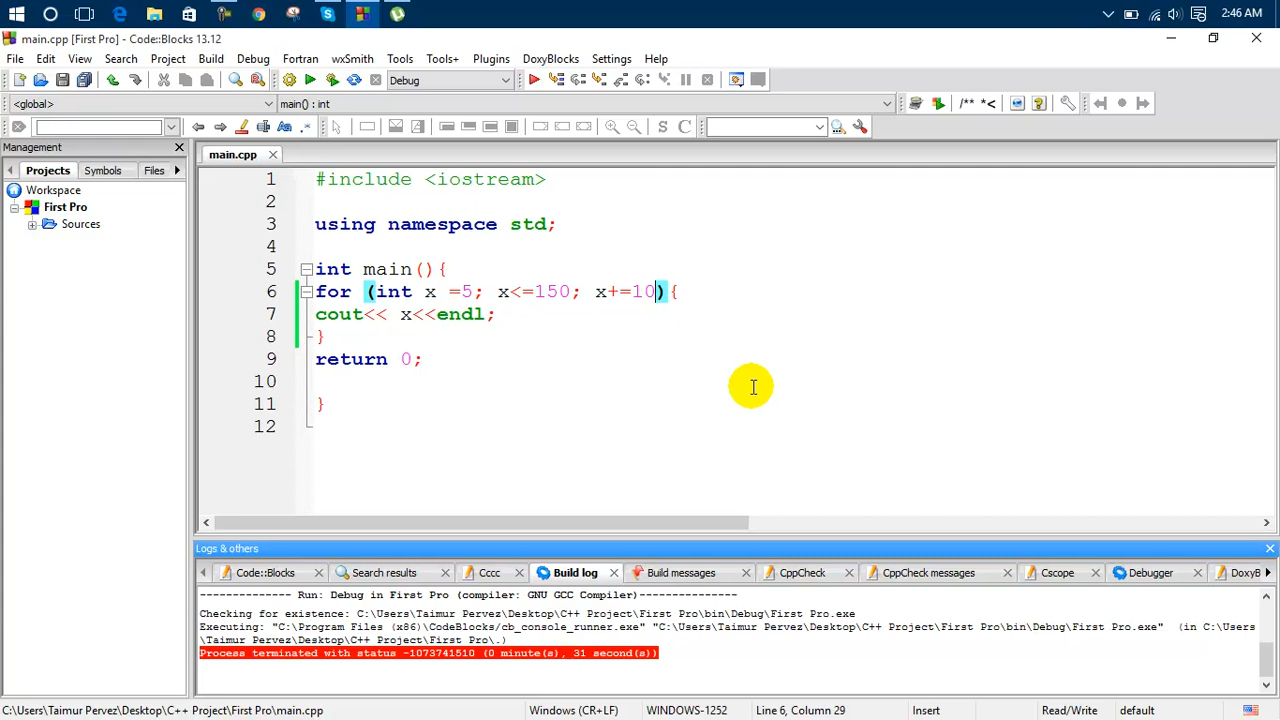 2:46 AM
main.cpp [First Pro] - Code::Blocks 13.12
File Edit View Search Project Build Debug Fortran wxSmith Tools Tools+ Plugins DoxyBlocks Settings Help
Debug
<global> main() : int /** *<
Aa .* S C
Management
main.cpp
Projects Symbols Files
Workspace
First Pro
Sources
1 #include <iostream>
2
3 using namespace std;
4
5 int main(){
6 for (int x =5; x<=150; x+=10){
7 cout<< x<<endl;
8 }
9 return 0;
10
11 }
12
Logs & others
Code::Blocks Search results Cccc Build log Build messages CppCheck CppCheck messages Cscope Debugger DoxyB
-------------- Run: Debug in First Pro (compiler: GNU GCC Compiler)---------------
Checking for existence: C:\Users\Taimur Pervez\Desktop\C++ Project\First Pro\bin\Debug\First Pro.exe
Executing: "C:\Program Files (x86)\CodeBlocks/cb_console_runner.exe" "C:\Users\Taimur Pervez\Desktop\C++ Project\First Pro\bin\Debug\First Pro.exe"  (in C:\Users
\Taimur Pervez\Desktop\C++ Project\First Pro\.)
Process terminated with status -1073741510 (0 minute(s), 31 second(s))
C:\Users\Taimur Pervez\Desktop\C++ Project\First Pro\main.cpp Windows (CR+LF) WINDOWS-1252 Line 6, Column 29 Insert Read/Write default